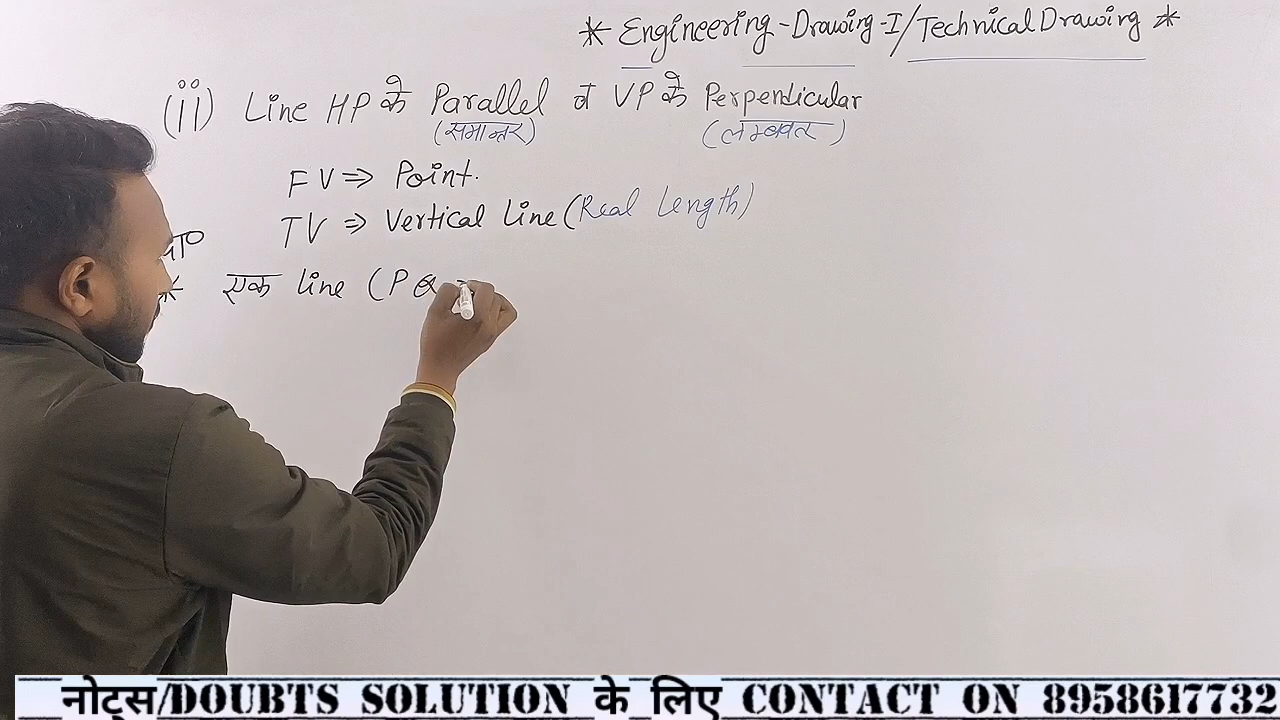 * Engineering-Drawing-I/Technical Drawing *
(ii) Line HP के Parallel व VP के Perpendicular
(समान्तर) (लम्बवत)
FV ⇒ Point.
TV ⇒ Vertical Line (Real Length)
* एक line (PQ
नोट्स/DOUBTS SOLUTION के लिए CONTACT ON 8958617732